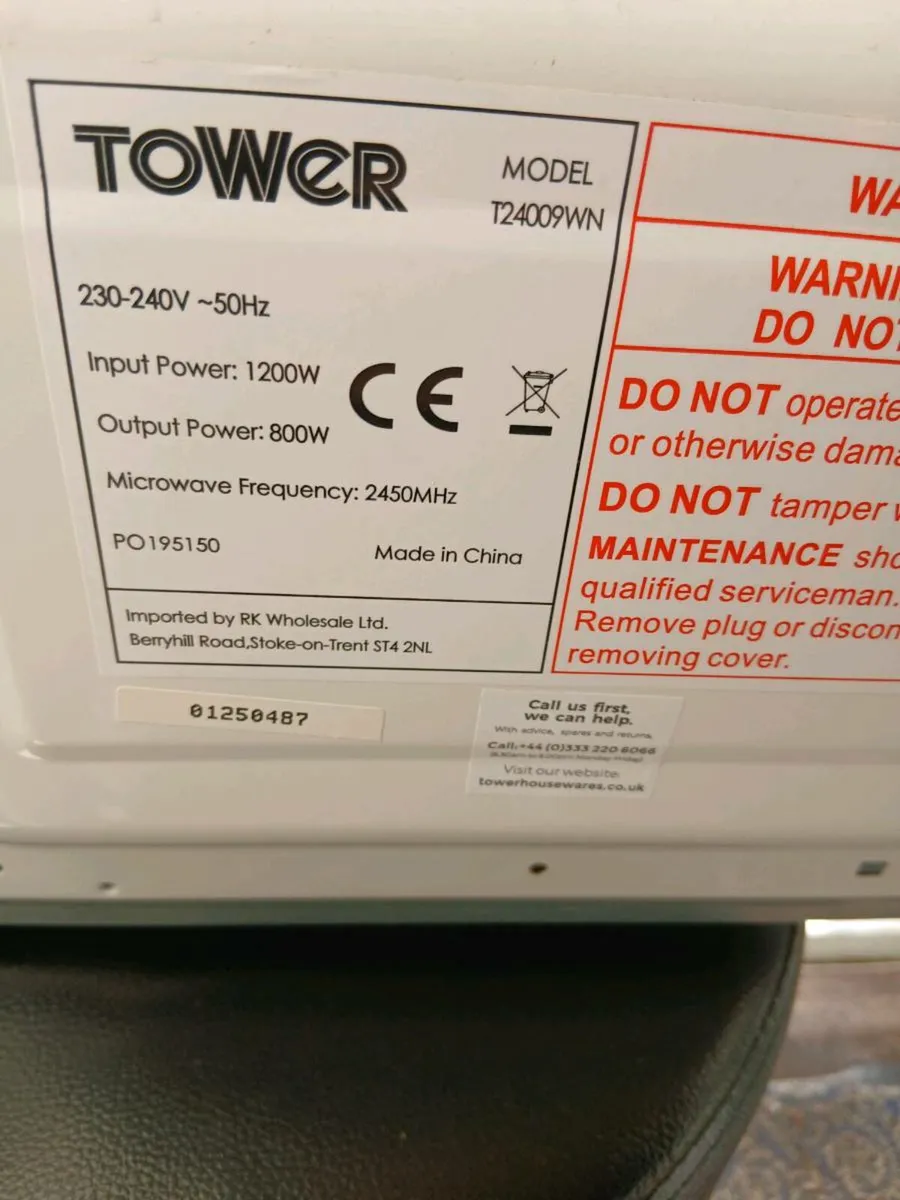 TOWER
MODEL
T24009WN
230-240V ~50Hz
Input Power: 1200W
CE
Output Power: 800W
Microwave Frequency: 2450MHz
PO195150
Made in China
Imported by RK Wholesale Ltd.
Berryhill Road,Stoke-on-Trent ST4 2NL
WA
WARNI
DO NOT
DO NOT operate
or otherwise dama
DO NOT tamper w
MAINTENANCE sho
qualified serviceman.
Remove plug or discon
removing cover.
01250487
Call us first,
we can help.
With advice, spares and returns.
Call:+44 (0)333 220 6066
Visit our website:
towerhousewares.co.uk